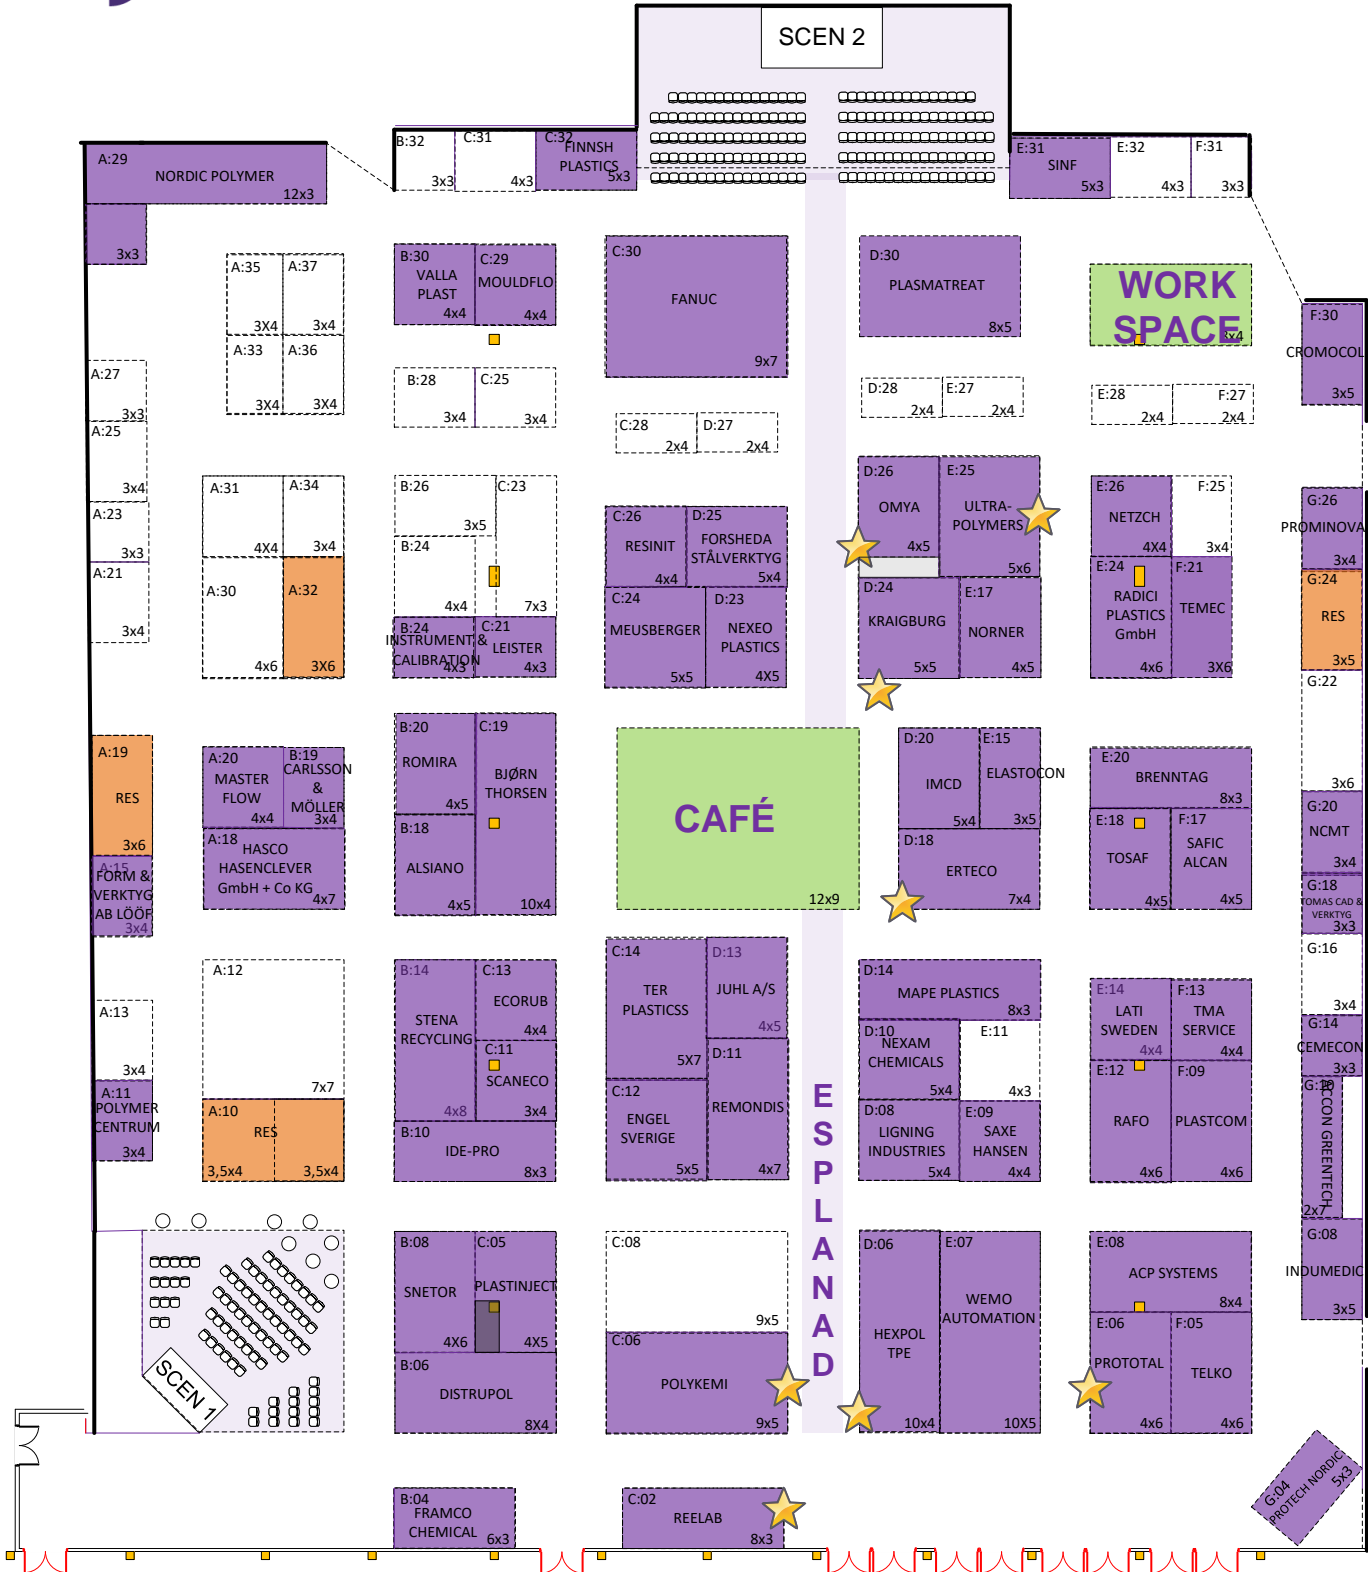 SCEN 2
A:29
NORDIC POLYMER
12x3
3x3
B:32
3x3
C:31
4x3
C:32
FINNSH
PLASTICS
5x3
E:31
SINF
5x3
E:32
4x3
F:31
3x3
A:35
3X4
A:37
3x4
A:33
3X4
A:36
3X4
B:30
VALLA
PLAST
4x4
C:29
MOULDFLO
4x4
C:30
FANUC
9x7
D:30
PLASMATREAT
8x5
WORK
SPACE
8x4
F:30
CROMOCOL
3x5
A:27
3x3
A:25
3x4
A:23
3x3
A:21
3x4
B:28
3x4
C:25
3x4
C:28
2x4
D:27
2x4
D:28
2x4
E:27
2x4
E:28
2x4
F:27
2x4
A:31
4X4
A:34
3x4
A:30
4x6
A:32
3X6
B:26
3x5
C:23
7x3
B:24
4x4
B:24
INSTRUMENT &
CALIBRATION
4x3
C:21
LEISTER
4x3
C:26
RESINIT
4x4
D:25
FORSHEDA
STÅLVERKTYG
5x4
C:24
MEUSBERGER
5x5
D:23
NEXEO
PLASTICS
4X5
D:26
OMYA
4x5
E:25
ULTRA-
POLYMERS
5x6
D:24
KRAIGBURG
5x5
E:17
NORNER
4x5
E:26
NETZCH
4X4
F:25
3x4
E:24
RADICI
PLASTICS
GmbH
4x6
F:21
TEMEC
3X6
G:26
PROMINOVA
3x4
G:24
RES
3x5
G:22
3x6
A:19
RES
3x6
A:15
FORM &
VERKTYG
AB LÖÖF
3x4
A:20
MASTER
FLOW
4x4
B:19
CARLSSON
&
MÖLLER
3x4
A:18
HASCO
HASENCLEVER
GmbH + Co KG
4x7
B:20
ROMIRA
4x5
C:19
BJØRN
THORSEN
10x4
B:18
ALSIANO
4x5
CAFÉ
12x9
D:20
IMCD
5x4
E:15
ELASTOCON
3x5
D:18
ERTECO
7x4
E:20
BRENNTAG
8x3
E:18
TOSAF
4x5
F:17
SAFIC
ALCAN
4x5
G:20
NCMT
3x4
G:18
TOMAS CAD &
VERKTYG
3x3
G:16
3x4
A:13
3x4
A:11
POLYMER
CENTRUM
3x4
A:12
7x7
A:10
RES
3,5x4
3,5x4
B:14
STENA
RECYCLING
4x8
C:13
ECORUB
4x4
C:11
SCANECO
3x4
B:10
IDE-PRO
8x3
C:14
TER
PLASTICSS
5X7
D:13
JUHL A/S
4x5
C:12
ENGEL
SVERIGE
5x5
D:11
REMONDIS
4x7
D:14
MAPE PLASTICS
8x3
D:10
NEXAM
CHEMICALS
5x4
E:11
4x3
D:08
LIGNING
INDUSTRIES
5x4
E:09
SAXE
HANSEN
4x4
E:14
LATI
SWEDEN
4x4
F:13
TMA
SERVICE
4x4
E:12
RAFO
4x6
F:09
PLASTCOM
4x6
G:14
CEMECON
3x3
ACCON GREENTECH
2x7
G:08
INDUMEDIC
3x5
ESPLANAD
SCEN 1
B:08
SNETOR
4X6
C:05
PLASTINJECT
4X5
B:06
DISTRUPOL
8X4
C:08
9x5
C:06
POLYKEMI
9x5
D:06
HEXPOL
TPE
10x4
E:07
WEMO
AUTOMATION
10X5
E:08
ACP SYSTEMS
8x4
E:06
PROTOTAL
4x6
F:05
TELKO
4x6
G:04
PROTECH NORDIC
5x3
B:04
FRAMCO
CHEMICAL
6x3
C:02
REELAB
8x3